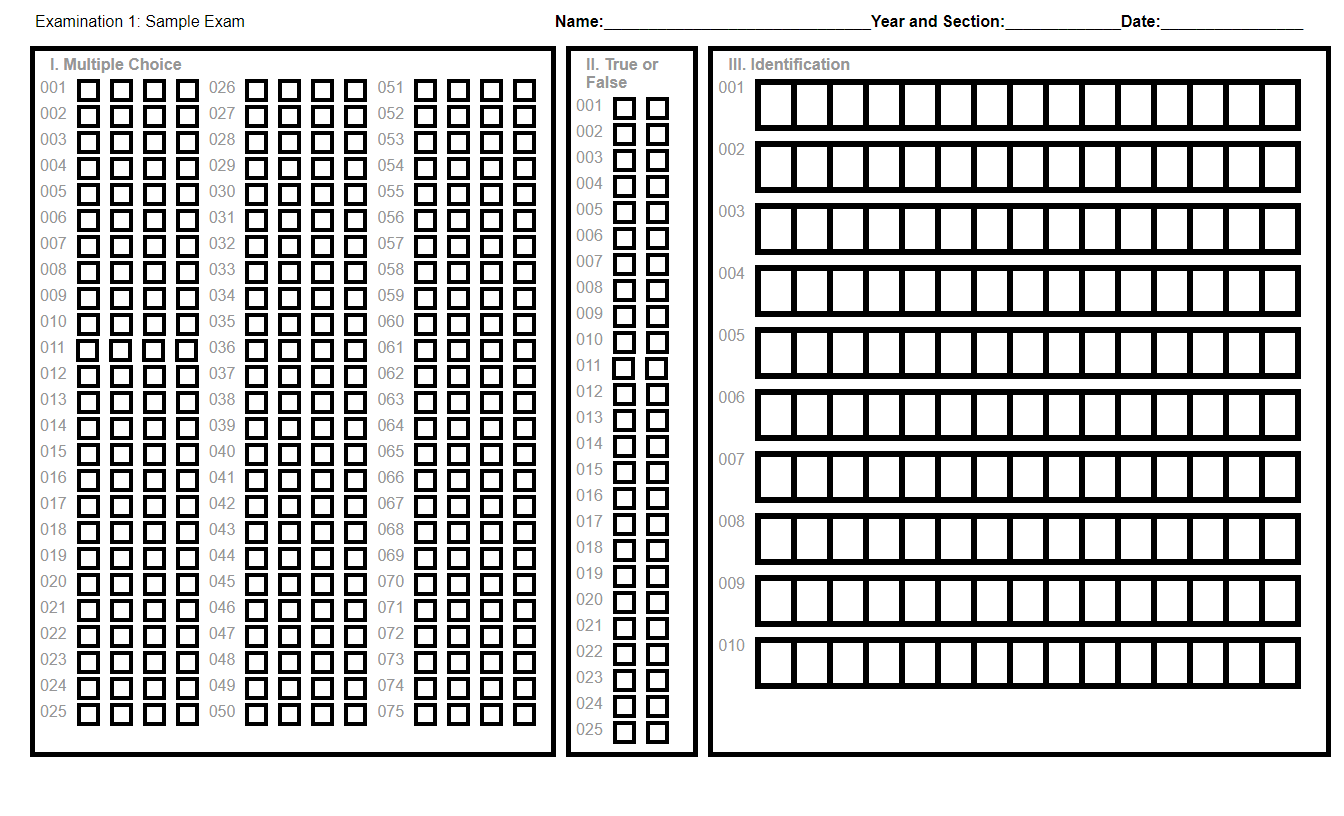 Examination 1: Sample Exam
Name:______________________________Year and Section:_____________Date:________________
I. Multiple Choice
001 026 051
002 027 052
003 028 053
004 029 054
005 030 055
006 031 056
007 032 057
008 033 058
009 034 059
010 035 060
011 036 061
012 037 062
013 038 063
014 039 064
015 040 065
016 041 066
017 042 067
018 043 068
019 044 069
020 045 070
021 046 071
022 047 072
023 048 073
024 049 074
025 050 075
II. True or
False
001
002
003
004
005
006
007
008
009
010
011
012
013
014
015
016
017
018
019
020
021
022
023
024
025
III. Identification
001
002
003
004
005
006
007
008
009
010